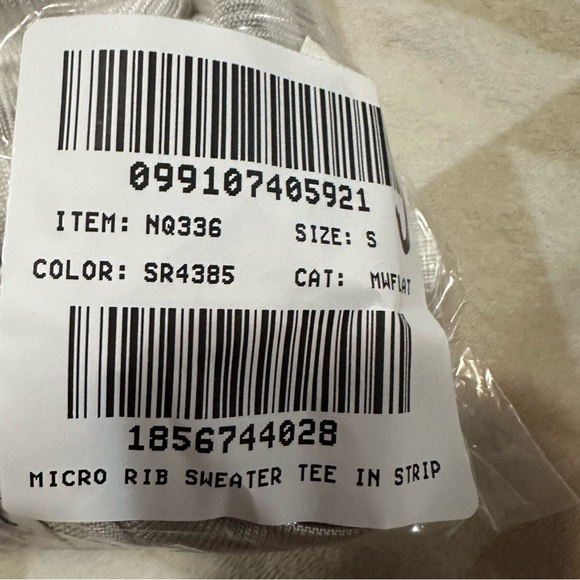 099107405921
ITEM: NQ336 SIZE: S
COLOR: SR4385 CAT: MWFLAT
1856744028
MICRO RIB SWEATER TEE IN STRIP